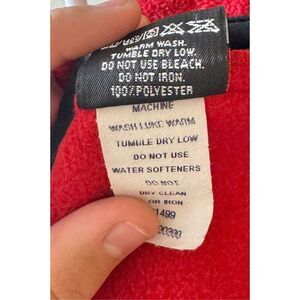 WARM WASH.
TUMBLE DRY LOW.
DO NOT USE BLEACH.
DO NOT IRON.
100% POLYESTER
MACHINE
WASH LUKE WARM
TUMBLE DRY LOW
DO NOT USE
WATER SOFTENERS
DO NOT
DRY CLEAN
OR IRON
1499